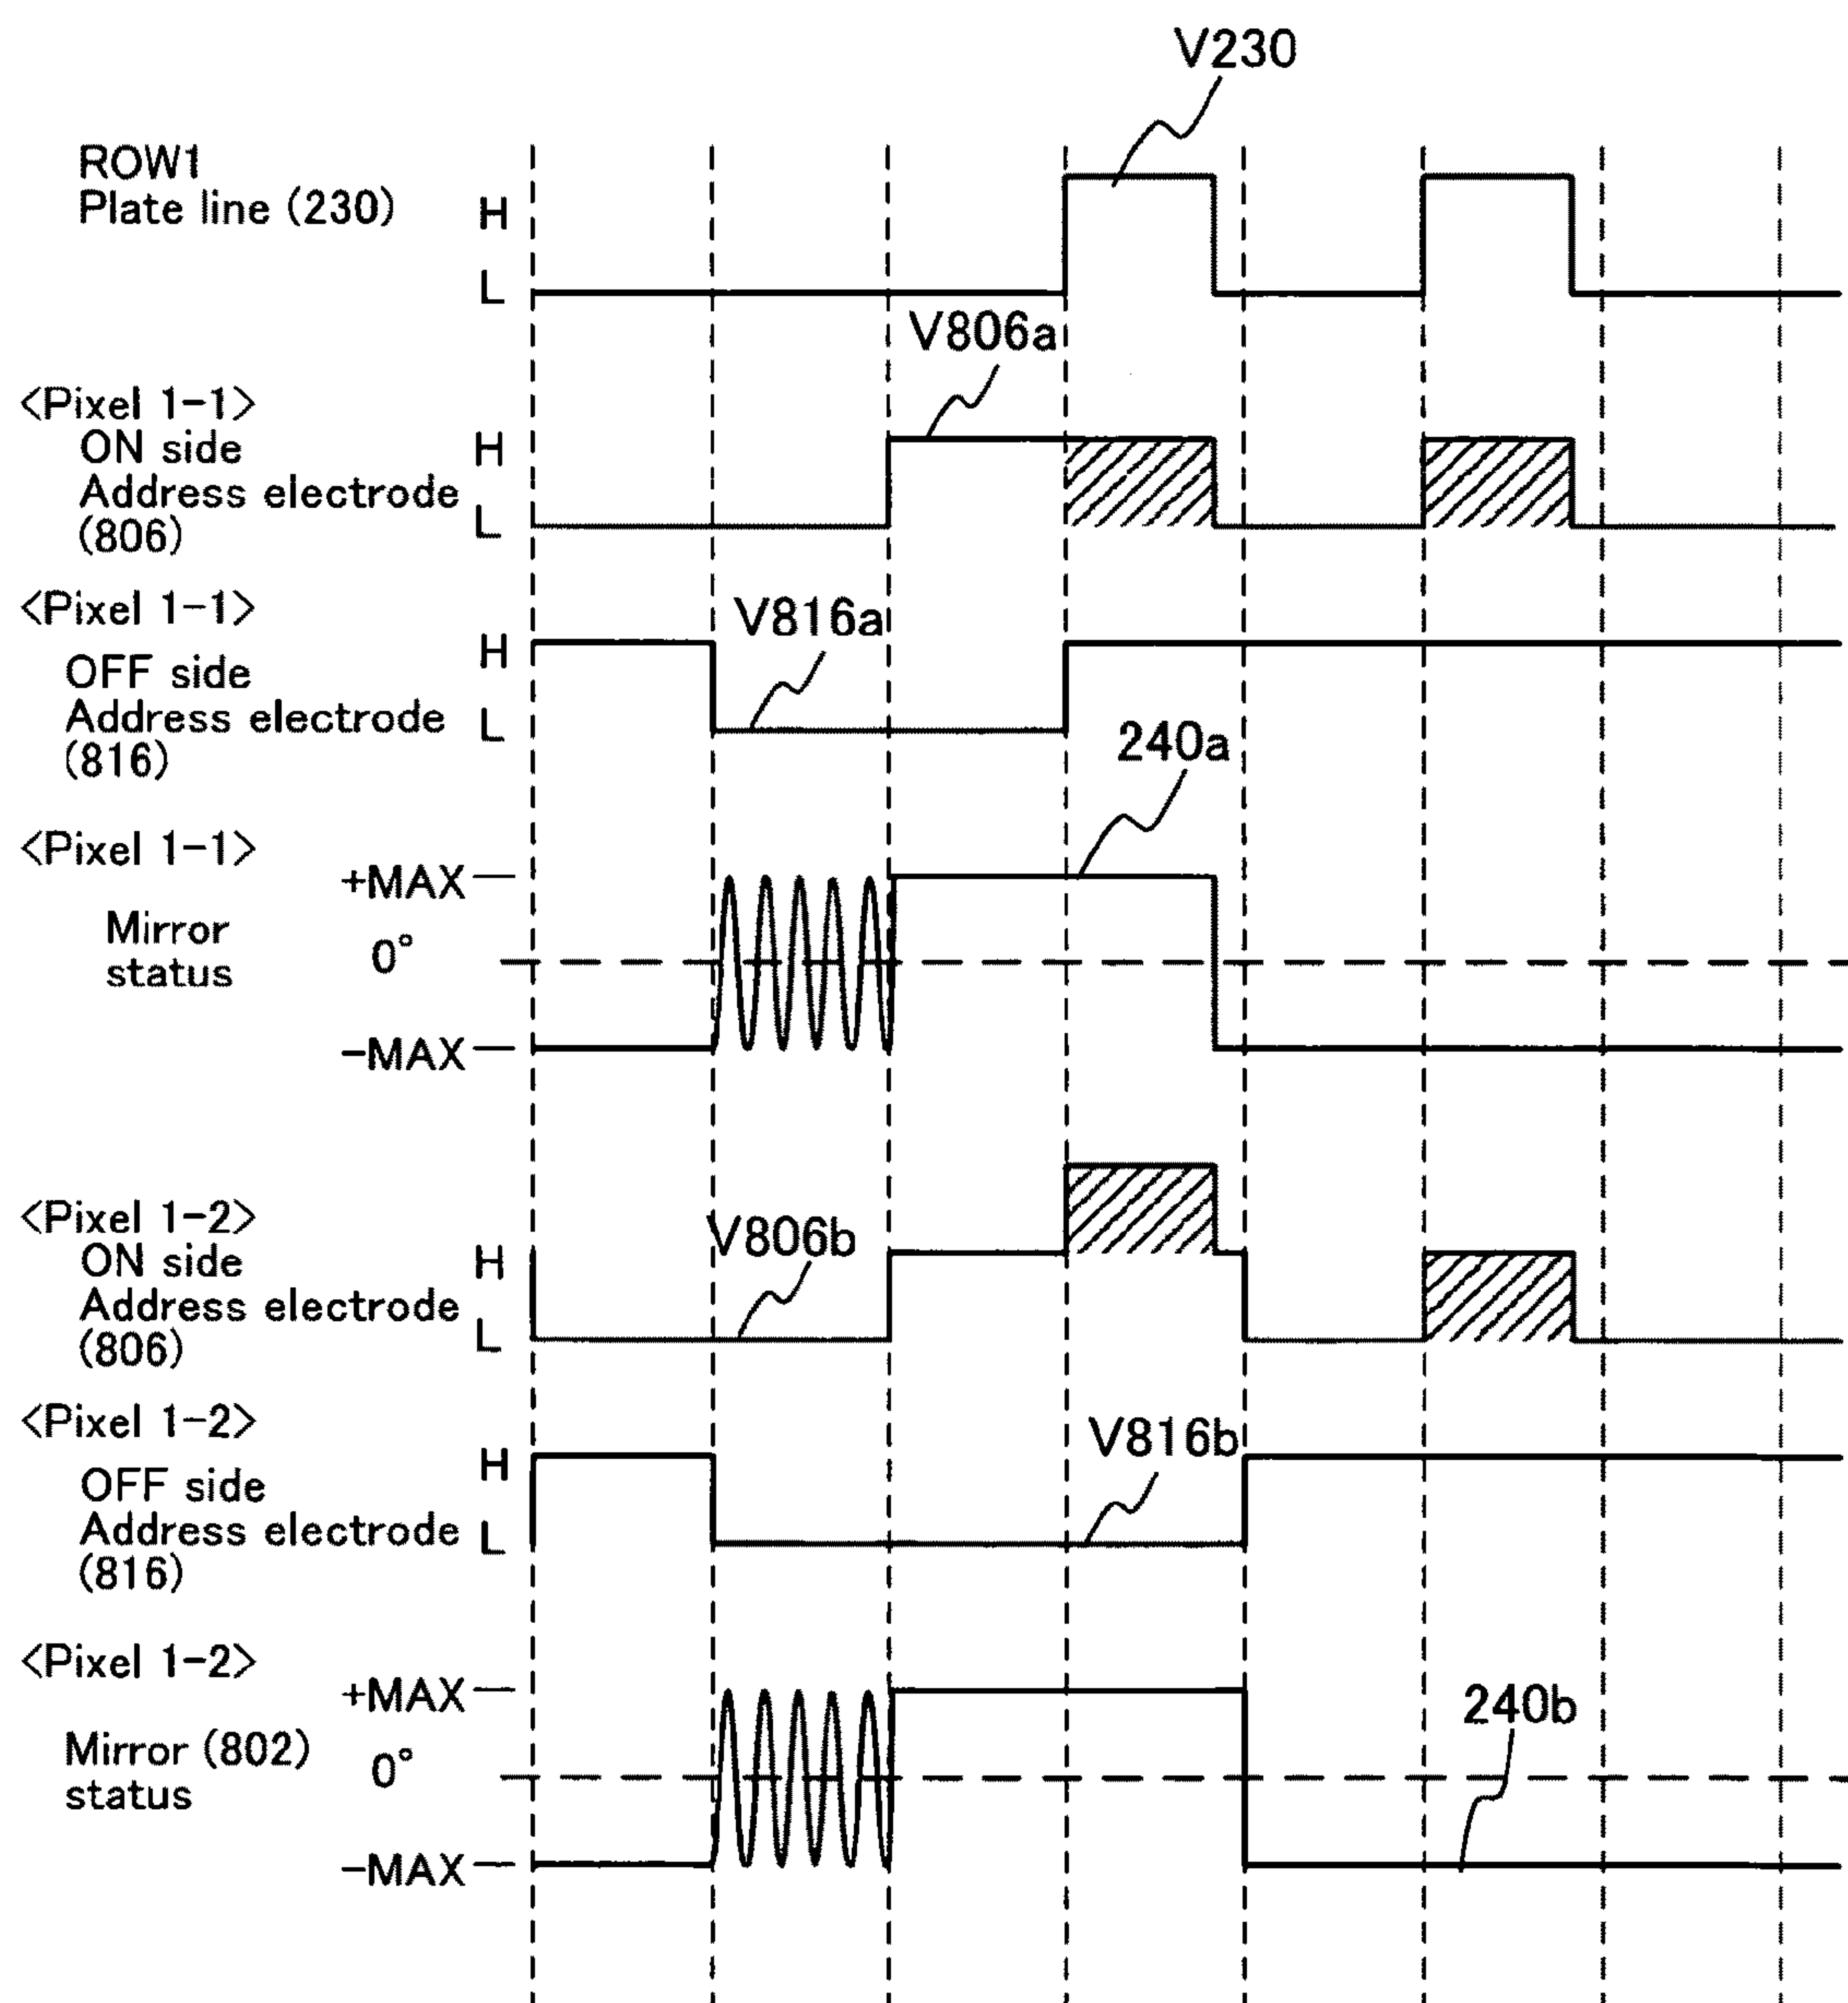 V230
ROW1
Plate line (230)
H
L
V806a
<Pixel 1-1>
ON side
Address electrode
(806)
H
L
<Pixel 1-1>
V816a
OFF side
Address electrode
(816)
H
L
240a
<Pixel 1-1>
+MAX
Mirror
status
0°
-MAX
<Pixel 1-2>
V806b
ON side
Address electrode
(806)
H
L
<Pixel 1-2>
V816b
OFF side
Address electrode
(816)
H
L
<Pixel 1-2>
+MAX
240b
Mirror (802)
status
0°
-MAX